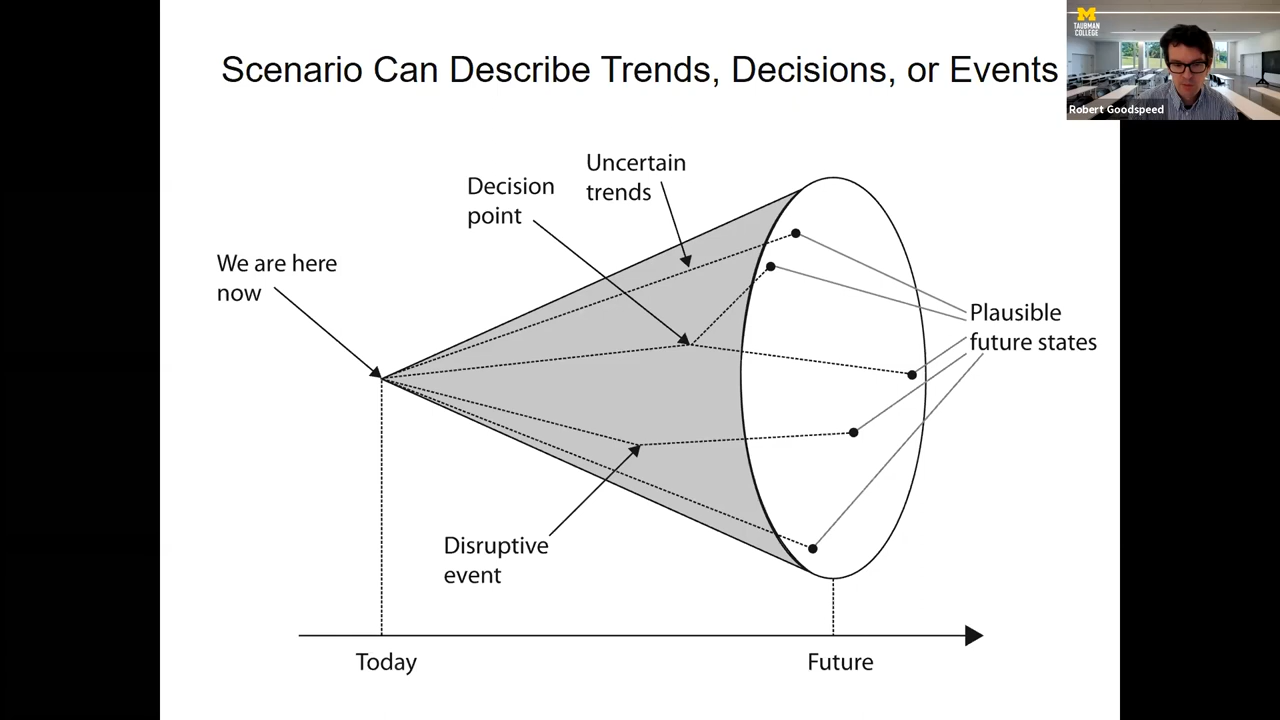 Scenario Can Describe Trends, Decisions, or Events
M
TAUBMAN
COLLEGE
Robert Goodspeed
Uncertain
trends
Decision
point
We are here
now
Plausible
future states
Disruptive
event
Today
Future